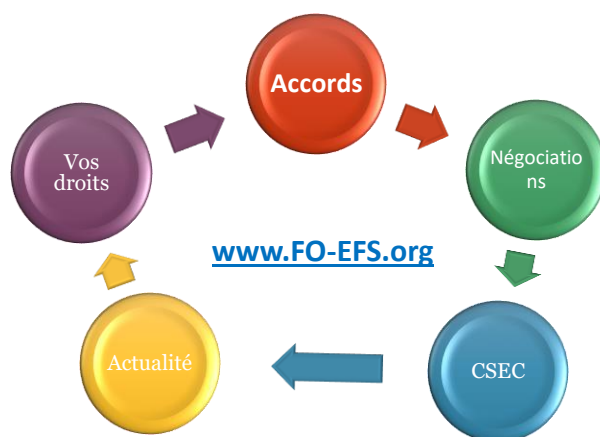 Accords
Négociatio
ns
CSEC
Actualité
Vos
droits
www.FO-EFS.org